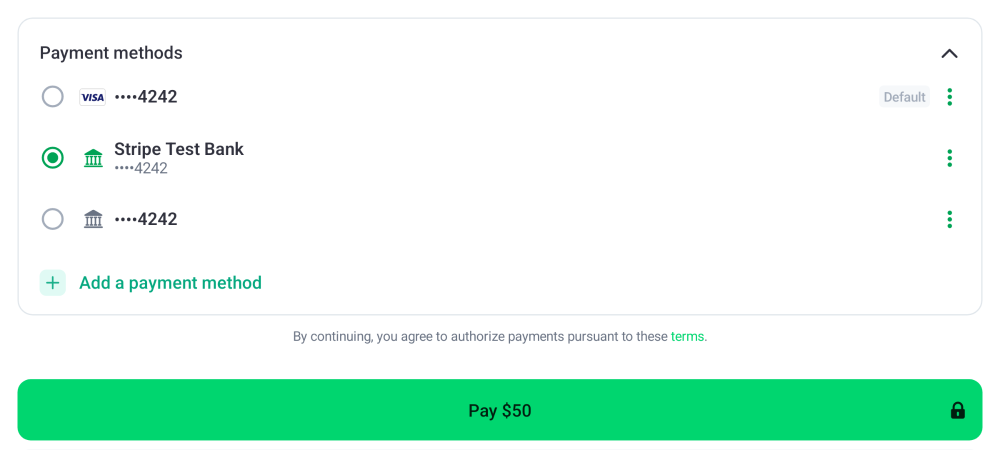 Payment methods
VISA ••••4242 Default
Stripe Test Bank
••••4242
••••4242
Add a payment method
By continuing, you agree to authorize payments pursuant to these terms.
Pay $50